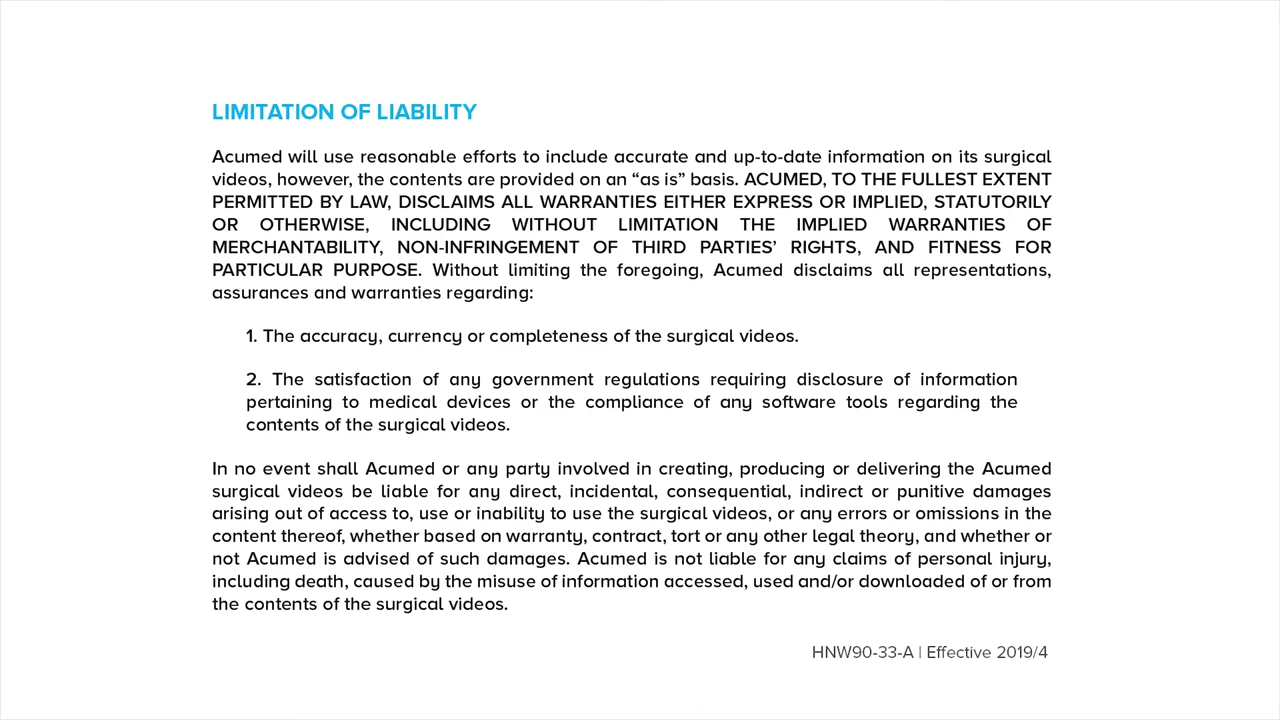 LIMITATION OF LIABILITY
Acumed will use reasonable efforts to include accurate and up-to-date information on its surgical
videos, however, the contents are provided on an “as is” basis. ACUMED, TO THE FULLEST EXTENT
PERMITTED BY LAW, DISCLAIMS ALL WARRANTIES EITHER EXPRESS OR IMPLIED, STATUTORILY
OR OTHERWISE, INCLUDING WITHOUT LIMITATION THE IMPLIED WARRANTIES OF
MERCHANTABILITY, NON-INFRINGEMENT OF THIRD PARTIES’ RIGHTS, AND FITNESS FOR
PARTICULAR PURPOSE. Without limiting the foregoing, Acumed disclaims all representations,
assurances and warranties regarding:
1. The accuracy, currency or completeness of the surgical videos.
2. The satisfaction of any government regulations requiring disclosure of information
pertaining to medical devices or the compliance of any software tools regarding the
contents of the surgical videos.
In no event shall Acumed or any party involved in creating, producing or delivering the Acumed
surgical videos be liable for any direct, incidental, consequential, indirect or punitive damages
arising out of access to, use or inability to use the surgical videos, or any errors or omissions in the
content thereof, whether based on warranty, contract, tort or any other legal theory, and whether or
not Acumed is advised of such damages. Acumed is not liable for any claims of personal injury,
including death, caused by the misuse of information accessed, used and/or downloaded of or from
the contents of the surgical videos.
HNW90-33-A | Effective 2019/4